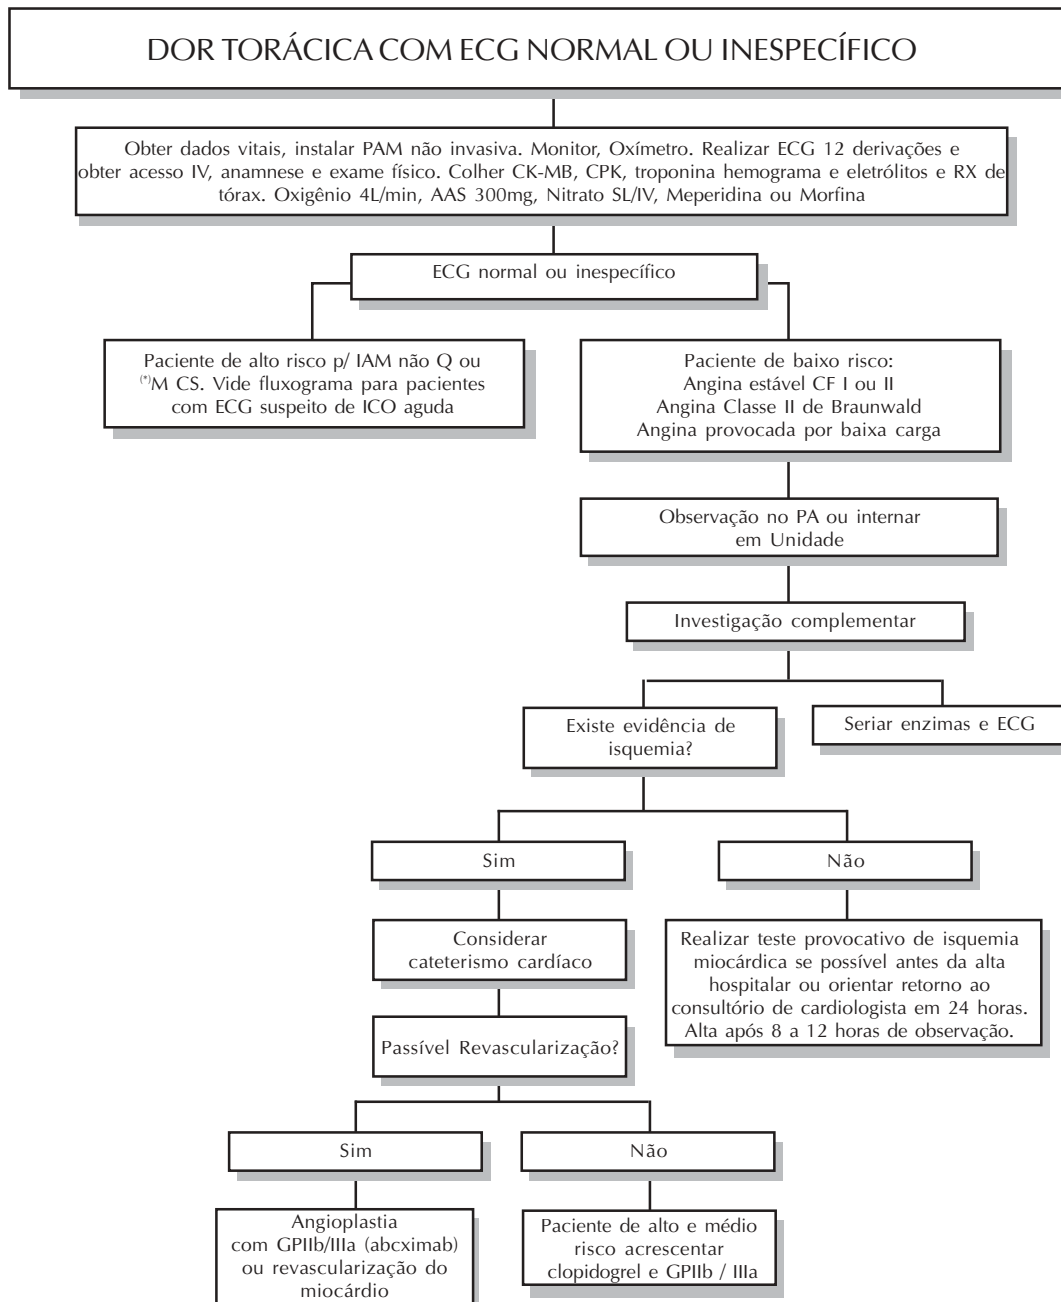 DOR TORÁCICA COM ECG NORMAL OU INESPECÍFICO
Obter dados vitais, instalar PAM não invasiva. Monitor, Oxímetro. Realizar ECG 12 derivações e
obter acesso IV, anamnese e exame físico. Colher CK-MB, CPK, troponina hemograma e eletrólitos e RX de
tórax. Oxigênio 4L/min, AAS 300mg, Nitrato SL/IV, Meperidina ou Morfina
ECG normal ou inespecífico
Paciente de alto risco p/ IAM não Q ou
(*)M CS. Vide fluxograma para pacientes
com ECG suspeito de ICO aguda
Paciente de baixo risco:
Angina estável CF I ou II
Angina Classe II de Braunwald
Angina provocada por baixa carga
Observação no PA ou internar
em Unidade
Investigação complementar
Existe evidência de
isquemia?
Seriar enzimas e ECG
Sim
Não
Considerar
cateterismo cardíaco
Realizar teste provocativo de isquemia
miocárdica se possível antes da alta
hospitalar ou orientar retorno ao
consultório de cardiologista em 24 horas.
Alta após 8 a 12 horas de observação.
Passível Revascularização?
Sim
Não
Angioplastia
com GPIIb/IIIa (abcximab)
ou revascularização do
miocárdio
Paciente de alto e médio
risco acrescentar
clopidogrel e GPIIb / IIIa